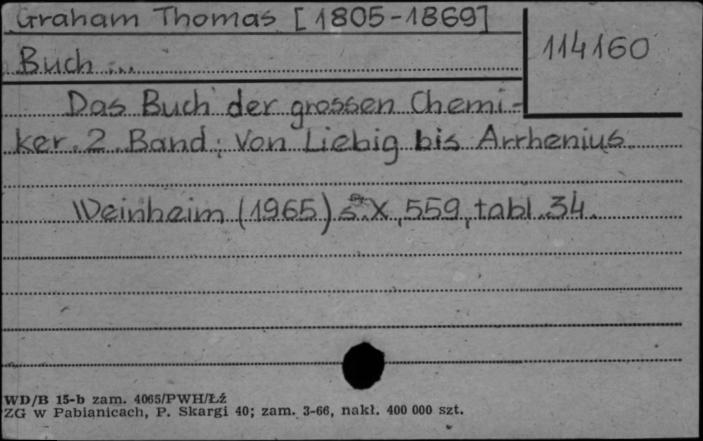 Graham Thomas [1805-1869]
114160
Buch ...
Das Buch der grossen Chemi-
ker. 2 Band: Von Liebig bis Arrhenius.
Weinheim (1965) s. X, 559, tabl. 34.
WD/B 15-b zam. 4065/PWH/Łź
ZG w Pabianicach, P. Skargi 40; zam. 3-66, nakł. 400 000 szt.